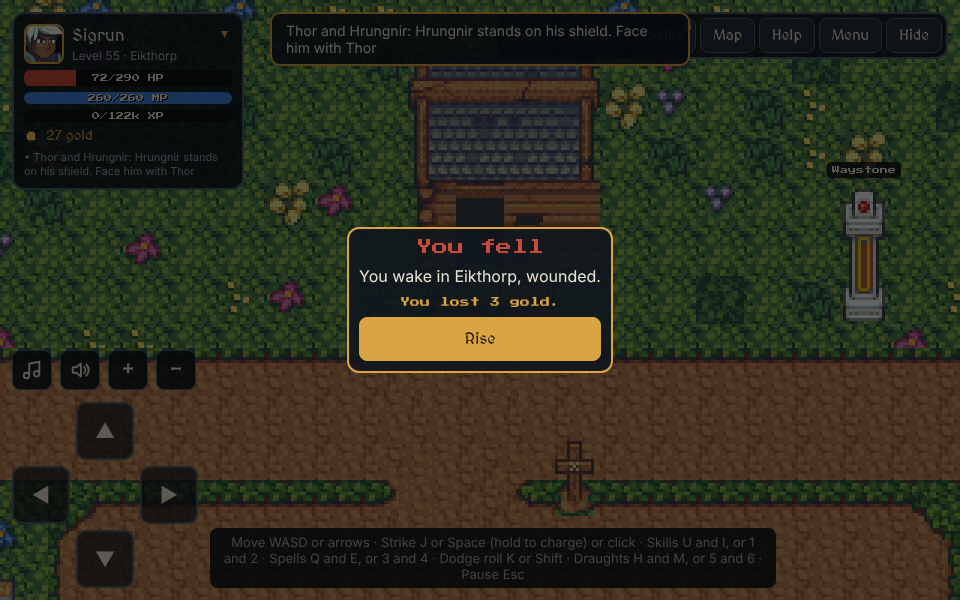 Sigrun
Level 55 · Eikthorp
72/290 HP
260/260 MP
0/122k XP
27 gold
• Thor and Hrungnir: Hrungnir stands
on his shield. Face him with Thor
Thor and Hrungnir: Hrungnir stands on his shield. Face
him with Thor
Map
Help
Menu
Hide
Waystone
You fell
You wake in Eikthorp, wounded.
You lost 3 gold.
Rise
Move WASD or arrows · Strike J or Space (hold to charge) or click · Skills U and I, or 1
and 2 · Spells Q and E, or 3 and 4 · Dodge roll K or Shift · Draughts H and M, or 5 and 6 ·
Pause Esc